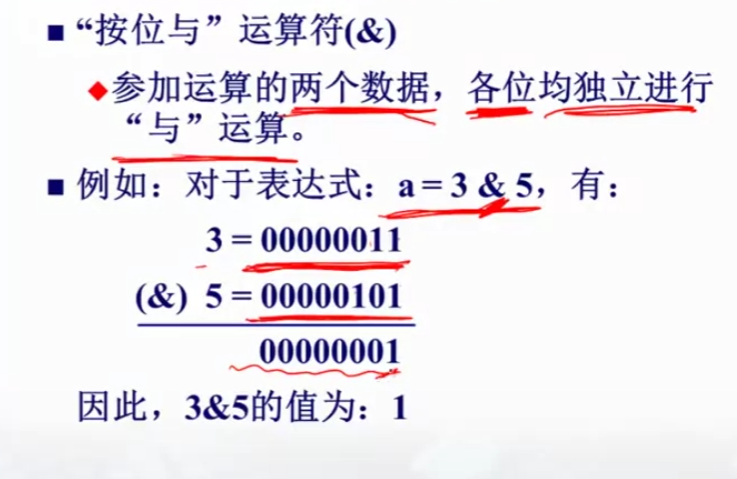 ■ “按位与”运算符(&)
◆参加运算的两个数据，各位均独立进行
“与”运算。
■ 例如：对于表达式：a = 3 & 5，有：
3 = 00000011
(&) 5 = 00000101
00000001
因此，3&5的值为：1